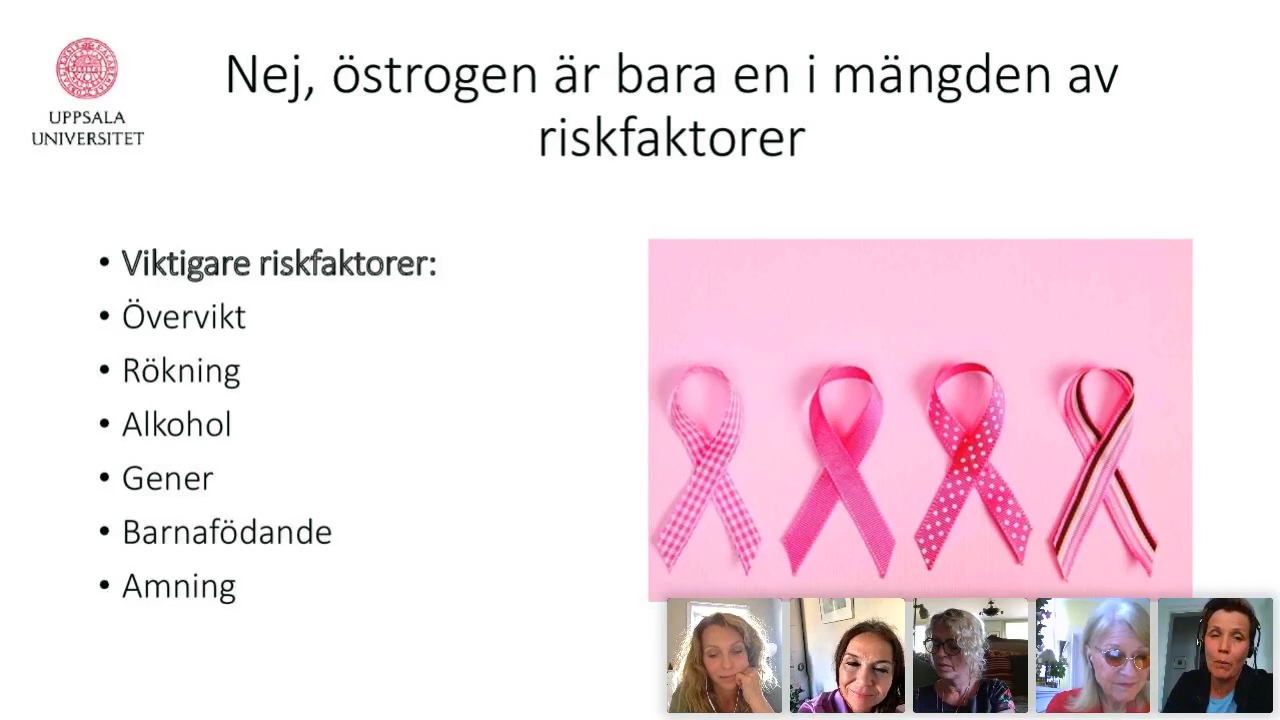 UPPSALA
UNIVERSITET
Nej, östrogen är bara en i mängden av
riskfaktorer
• Viktigare riskfaktorer:
• Övervikt
• Rökning
• Alkohol
• Gener
• Barnafödande
• Amning